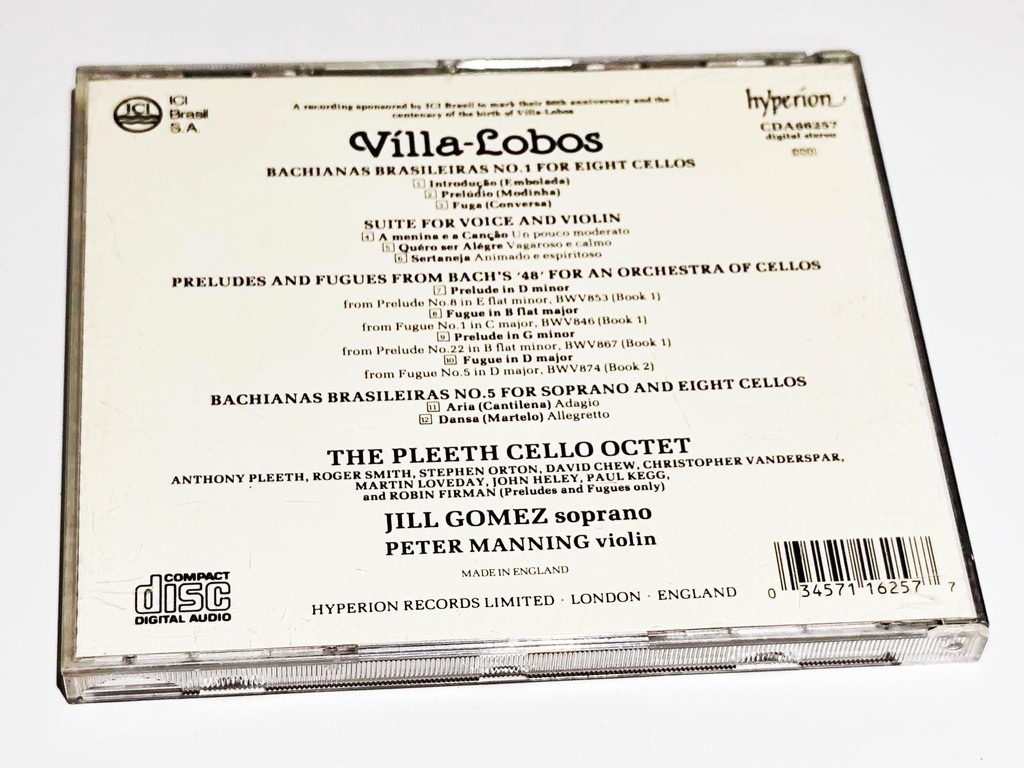 ICI
ICI
Brasil
S.A.
A recording sponsored by ICI Brasil to mark their 80th anniversary and the
centenary of the birth of Villa-Lobos
hyperion
CDA66257
digital stereo
DDD
Villa-Lobos
BACHIANAS BRASILEIRAS NO.1 FOR EIGHT CELLOS
1 Introdução (Embolada)
2 Prelúdio (Modinha)
3 Fuga (Conversa)
SUITE FOR VOICE AND VIOLIN
4 A menina e a Canção Un pouco moderato
5 Quéro ser Alégre Vagaroso e calmo
6 Sertaneja Animado e espiritoso
PRELUDES AND FUGUES FROM BACH'S '48' FOR AN ORCHESTRA OF CELLOS
7 Prelude in D minor
from Prelude No.8 in E flat minor, BWV853 (Book 1)
8 Fugue in B flat major
from Fugue No.1 in C major, BWV846 (Book 1)
9 Prelude in G minor
from Prelude No.22 in B flat minor, BWV867 (Book 1)
10 Fugue in D major
from Fugue No.5 in D major, BWV874 (Book 2)
BACHIANAS BRASILEIRAS NO.5 FOR SOPRANO AND EIGHT CELLOS
11 Aria (Cantilena) Adagio
12 Dansa (Martelo) Allegretto
THE PLEETH CELLO OCTET
ANTHONY PLEETH, ROGER SMITH, STEPHEN ORTON, DAVID CHEW, CHRISTOPHER VANDERSPAR,
MARTIN LOVEDAY, JOHN HELEY, PAUL KEGG,
and ROBIN FIRMAN (Preludes and Fugues only)
JILL GOMEZ soprano
PETER MANNING violin
MADE IN ENGLAND
HYPERION RECORDS LIMITED · LONDON · ENGLAND
COMPACT
disc
DIGITAL AUDIO
0 34571 16257 7